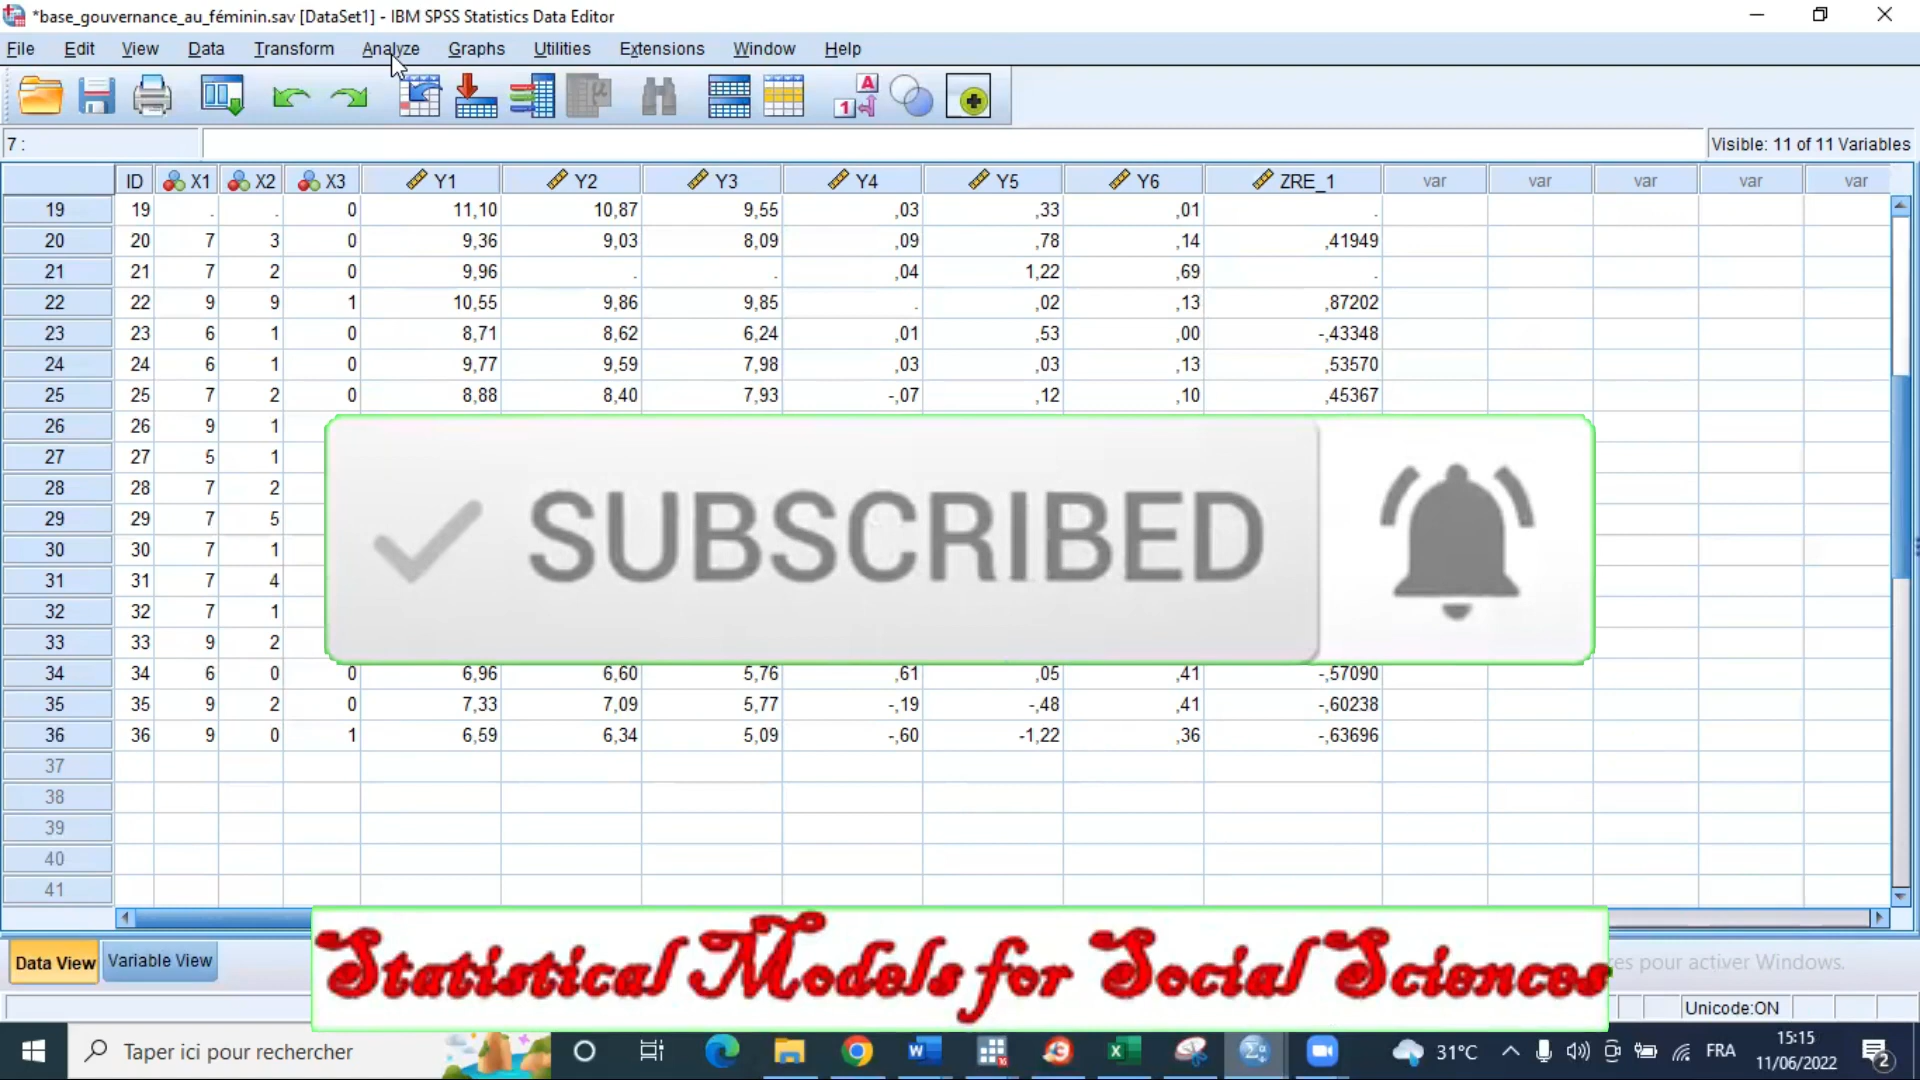 *base_gouvernance_au_féminin.sav [DataSet1] - IBM SPSS Statistics Data Editor
File Edit View Data Transform Analyze Graphs Utilities Extensions Window Help
7 : Visible: 11 of 11 Variables
ID X1 X2 X3 Y1 Y2 Y3 Y4 Y5 Y6 ZRE_1 var var var var var
19 19 . . 0 11,10 10,87 9,55 ,03 ,33 ,01 .
20 20 7 3 0 9,36 9,03 8,09 ,09 ,78 ,14 ,41949
21 21 7 2 0 9,96 . . ,04 1,22 ,69 .
22 22 9 9 1 10,55 9,86 9,85 . ,02 ,13 ,87202
23 23 6 1 0 8,71 8,62 6,24 ,01 ,53 ,00 -,43348
24 24 6 1 0 9,77 9,59 7,98 ,03 ,03 ,13 ,53570
25 25 7 2 0 8,88 8,40 7,93 -,07 ,12 ,10 ,45367
26 26 9 1
27 27 5 1
28 28 7 2
29 29 7 5
30 30 7 1
31 31 7 4
32 32 7 1
33 33 9 2
SUBSCRIBED
34 34 6 0 0 6,96 6,60 5,76 ,61 ,05 ,41 -,57090
35 35 9 2 0 7,33 7,09 5,77 -,19 -,48 ,41 -,60238
36 36 9 0 1 6,59 6,34 5,09 -,60 -1,22 ,36 -,63696
37
38
39
40
41
Data View Variable View
Statistical Models for Social Sciences
pour activer Windows.
Unicode:ON
Taper ici pour rechercher
31°C FRA 15:15
11/06/2022 2